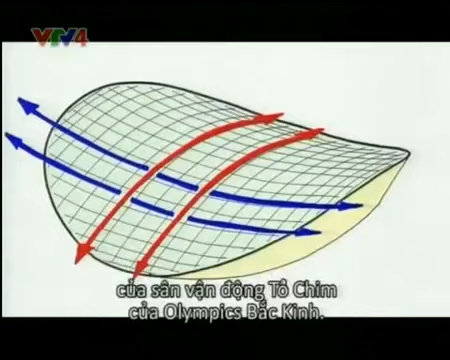 VTV4
của sân vận động Tổ Chim
của Olympics Bắc Kinh.